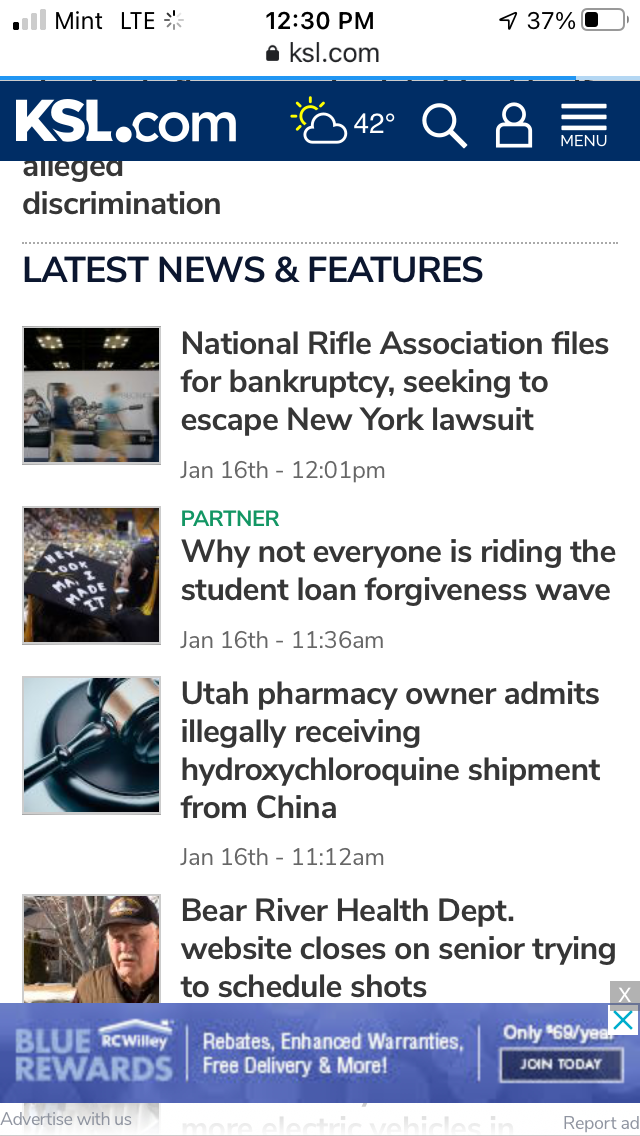 Mint LTE 12:30 PM 37%
ksl.com
KSL.com 42° MENU
alleged
discrimination
LATEST NEWS & FEATURES
National Rifle Association files
for bankruptcy, seeking to
escape New York lawsuit
Jan 16th - 12:01pm
PARTNER
Why not everyone is riding the
student loan forgiveness wave
Jan 16th - 11:36am
HEY
LOOK
MA I
MADE
IT
Utah pharmacy owner admits
illegally receiving
hydroxychloroquine shipment
from China
Jan 16th - 11:12am
Bear River Health Dept.
website closes on senior trying
to schedule shots
X
BLUE RCWilley
REWARDS
Rebates, Enhanced Warranties,
Free Delivery & More!
Only $69/year
JOIN TODAY
more electric vehicles in
Advertise with us Report ad